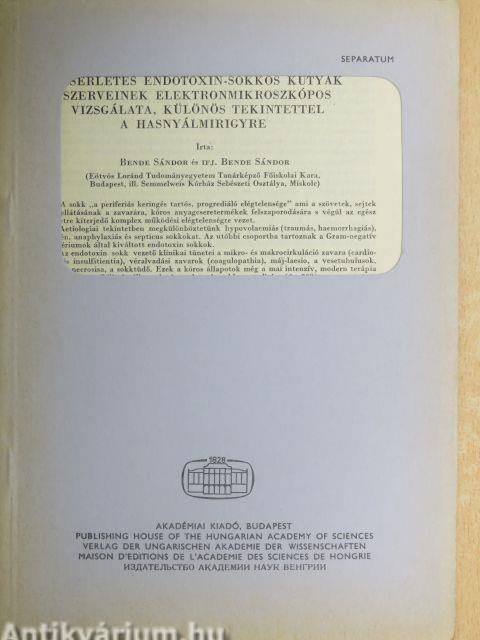 SEPARATUM
SÉRLETES ENDOTOXIN-SOKKOS KUTYÁK
SZERVEINEK ELEKTRONMIKROSZKÓPOS
VIZSGÁLATA, KÜLÖNÖS TEKINTETTEL
A HASNYÁLMIRIGYRE
Írta:
BENDE SÁNDOR és IFJ. BENDE SÁNDOR
(Eötvös Loránd Tudományegyetem Tanárképző Főiskolai Kara,
Budapest, ill. Semmelweis Kórház Sebészeti Osztálya, Miskolc)
A sokk „a perifériás keringés tartós, progrediáló elégtelensége" ami a szövetek, sejtek
ellátásának a zavarára, kóros anyagcseretermékek felszaporodására s végül az egész
etre kiterjedő komplex működési elégtelenségre vezet.
Aetiologiai tekintetben megkülönböztetünk hypovolaemiás (traumás, haemorrhagiás),
én, anaphylaxiás és septicus sokkokat. Az utóbbi csoportba tartoznak a Gram-negatív
ériumok által kiváltott endotoxin sokkok.
Az endotoxin sokk vezető klinikai tünetei a mikro- és makrocirkuláció zavara (cardio-
is insuffitientia), véralvadási zavarok (coagulopathia), máj-laesio, a vesetubulusok,
necrosisa, a sokktüdő. Ezek a kóros állapotok még a mai intenzív, modern terápia
1828
AKADÉMIAI KIADÓ, BUDAPEST
PUBLISHING HOUSE OF THE HUNGARIAN ACADEMY OF SCIENCES
VERLAG DER UNGARISCHEN AKADEMIE DER WISSENSCHAFTEN
MAISON D'EDITIONS DE L'ACADEMIE DES SCIENCES DE HONGRIE
ИЗДАТЕЛЬСТВО АКАДЕМИИ НАУК ВЕНГРИИ
Antikvárium.hu